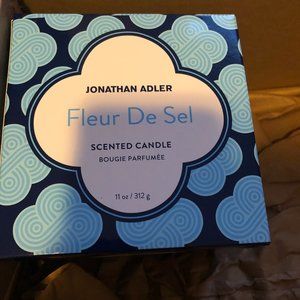 JONATHAN ADLER
Fleur De Sel
SCENTED CANDLE
BOUGIE PARFUMÉE
11 oz / 312 g